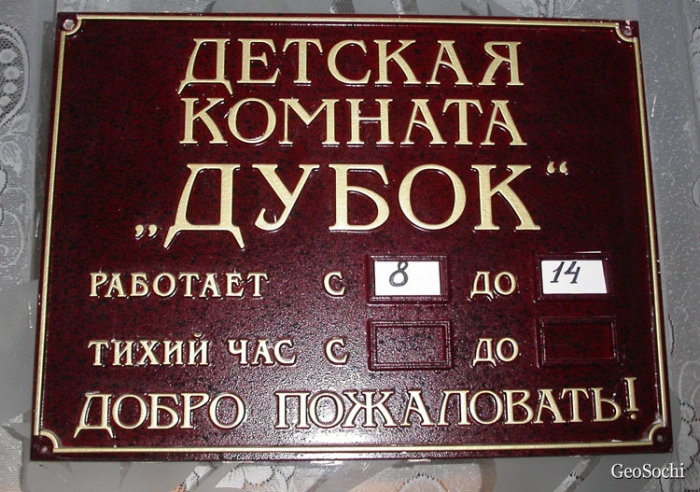 ДЕТСКАЯ
КОМНАТА
„ДУБОК“
РАБОТАЕТ С 8 ДО 14
ТИХИЙ ЧАС С ДО
ДОБРО ПОЖАЛОВАТЬ!
GeoSochi